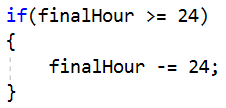 if(finalHour >= 24)
{
    finalHour -= 24;
}